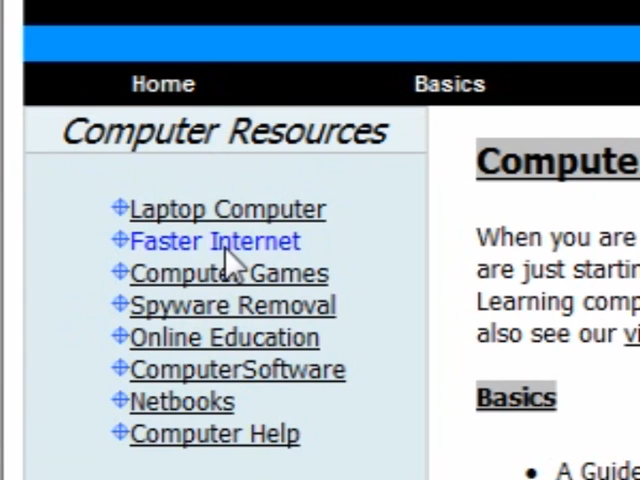 Home Basics
Computer Resources
Laptop Computer
Faster Internet
Computer Games
Spyware Removal
Online Education
ComputerSoftware
Netbooks
Computer Help
Compute
When you are
are just startin
Learning comp
also see our vi
Basics
• A Guide